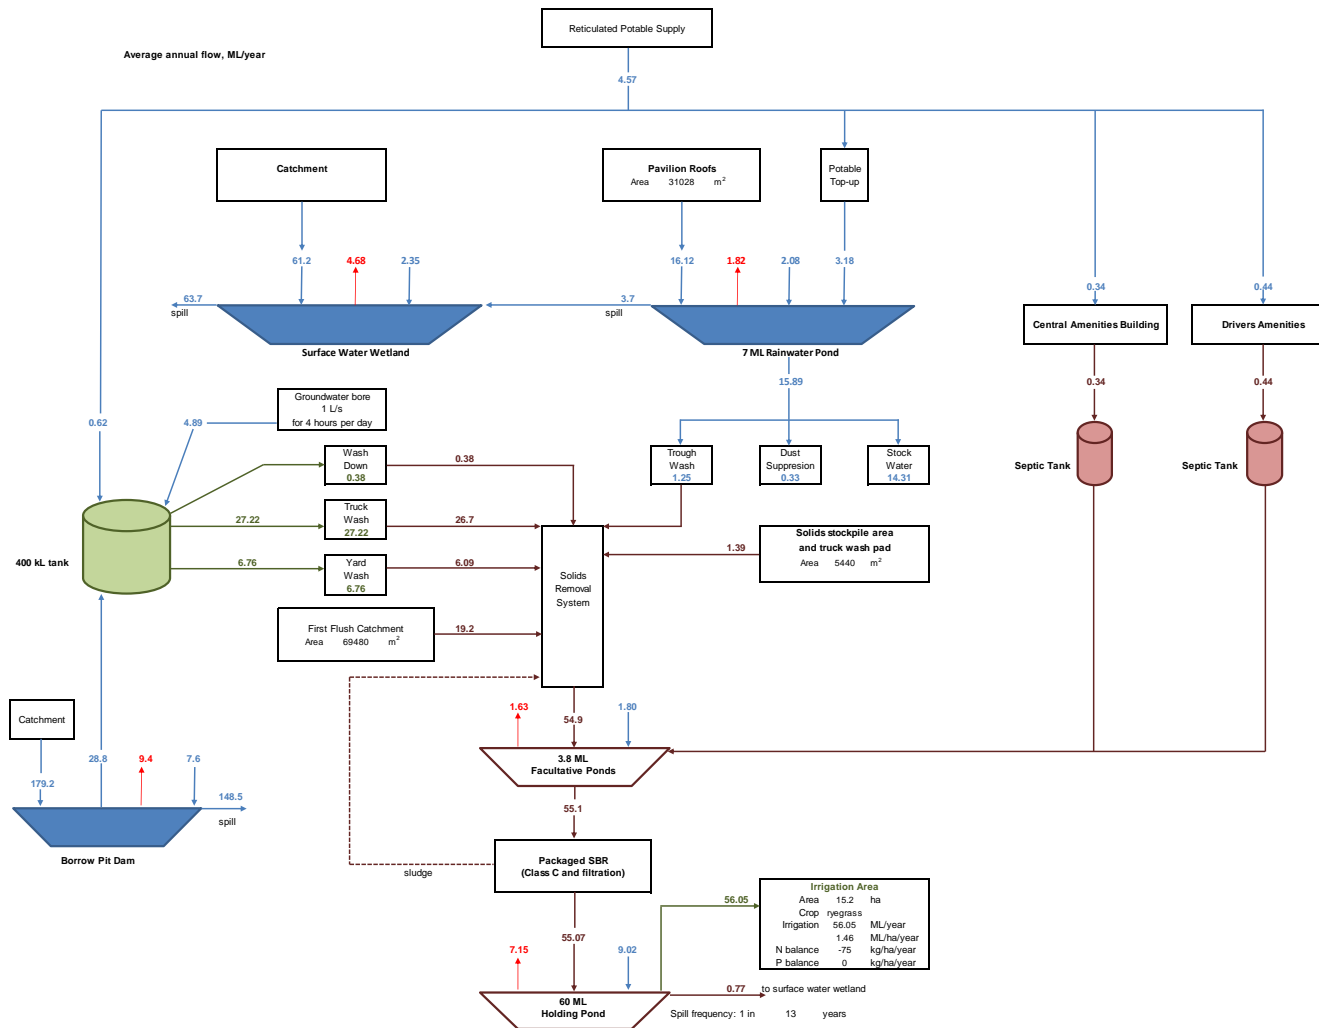 Reticulated Potable Supply
Average annual flow, ML/year
4.57
Catchment
Pavilion Roofs
Area 31028 m2
Potable
Top-up
61.2
4.68
2.35
16.12
1.82
2.08
3.18
0.34
0.44
63.7
spill
3.7
spill
Central Amenities Building
Drivers Amenities
Surface Water Wetland
7 ML Rainwater Pond
15.89
0.34
0.44
Groundwater bore
1 L/s
for 4 hours per day
0.62
4.89
Wash
Down
0.38
0.38
Trough
Wash
1.25
Dust
Suppresion
0.33
Stock
Water
14.31
Septic Tank
Septic Tank
27.22
Truck
Wash
27.22
26.7
400 kL tank
6.76
Yard
Wash
6.76
6.09
Solids
Removal
System
1.39
Solids stockpile area
and truck wash pad
Area 5440 m2
First Flush Catchment
Area 69480 m2
19.2
Catchment
1.63
54.9
1.80
28.8
9.4
7.6
179.2
148.5
spill
3.8 ML
Facultative Ponds
55.1
Borrow Pit Dam
sludge
Packaged SBR
(Class C and filtration)
56.05
Irrigation Area
Area 15.2 ha
Crop ryegrass
Irrigation 56.05 ML/year
1.46 ML/ha/year
N balance -75 kg/ha/year
P balance 0 kg/ha/year
55.07
7.15
9.02
0.77 to surface water wetland
60 ML
Holding Pond
Spill frequency: 1 in 13 years